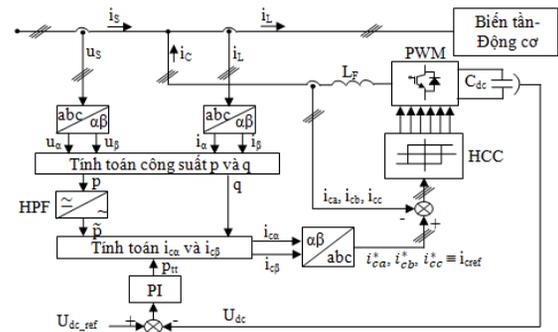 i_S
i_L
Biến tần-
Động cơ
u_S
i_C
i_L
L_F
PWM
C_dc
abc
αβ
abc
αβ
u_α
u_β
i_α
i_β
HCC
Tính toán công suất p và q
p
q
i_ca, i_cb, i_cc
HPF
≃
~
-
+
p̃
Tính toán i_cα và i_cβ
i_cα
i_cβ
αβ
abc
i*_ca, i*_cb, i*_cc ≡ i_cref
p_tt
PI
U_dc_ref
+
-
U_dc